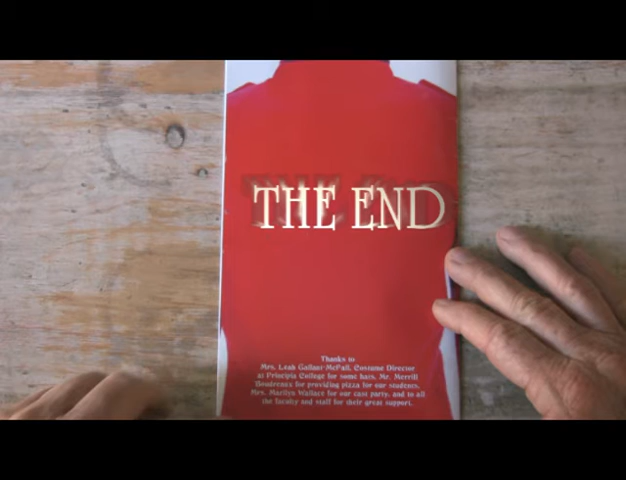 THE END
Thanks to
Mrs. Leah Gallant McFall, Costume Director
at Principia College for some hats, Mr. Merrill
Boudreaux for providing pizza for our students,
Mrs. Marilyn Wallace for our cast party, and to all
the faculty and staff for their great support.